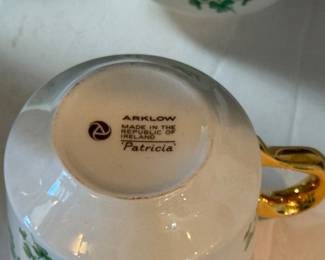 ARKLOW
MADE IN THE
REPUBLIC OF
IRELAND
"Patricia"